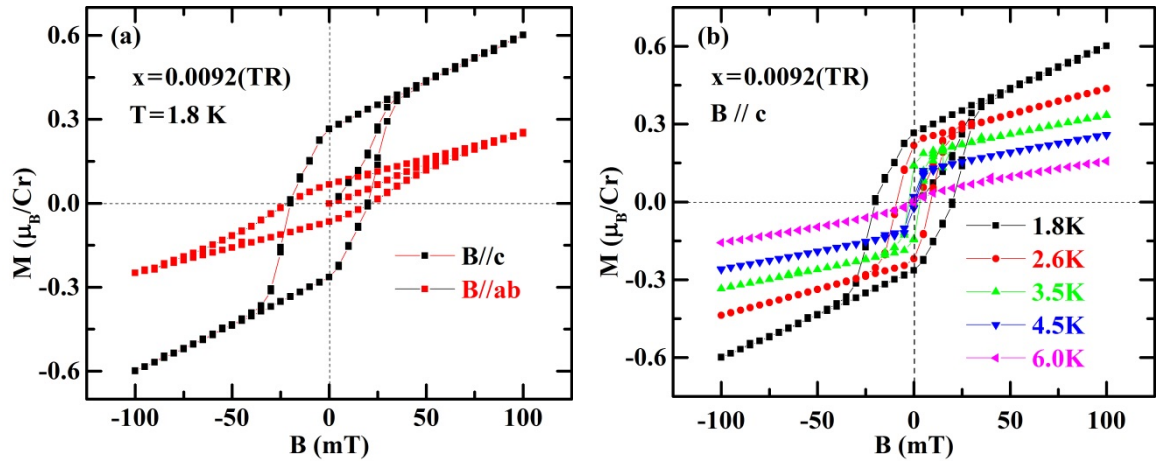 (a)
x=0.0092(TR)
T=1.8 K
B//c
B//ab
M (μB/Cr)
0.6
0.3
0.0
-0.3
-0.6
-100
-50
0
50
100
B (mT)
(b)
x=0.0092(TR)
B // c
1.8K
2.6K
3.5K
4.5K
6.0K
M (μB/Cr)
0.6
0.3
0.0
-0.3
-0.6
-100
-50
0
50
100
B (mT)